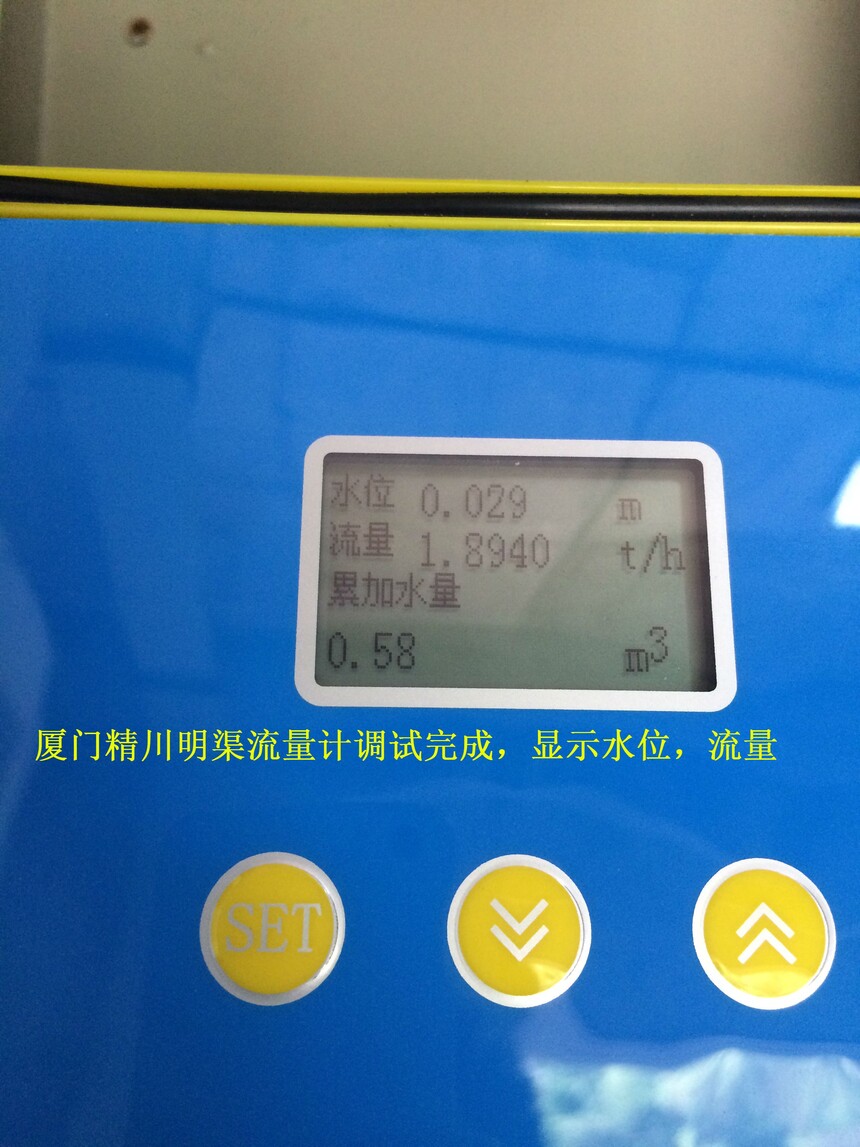 水位 0.029 m
流量 1.8940 t/h
累加水量
0.58 m³
厦门精川明渠流量计调试完成，显示水位，流量
SET